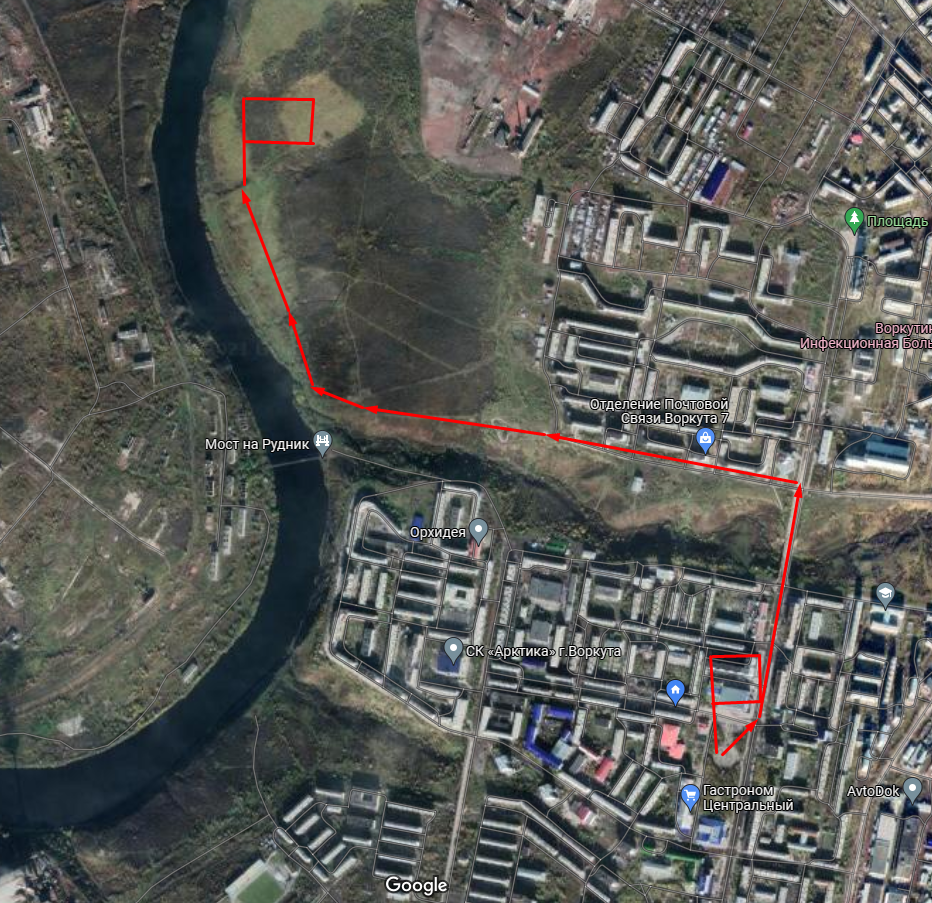 Площадь
Воркутин
Инфекционная Боль
Отделение Почтовой
Связи Воркута 7
Мост на Рудник
Орхидея
СК «Арктика» г.Воркута
Гастроном
Центральный
AvtoDok
Google